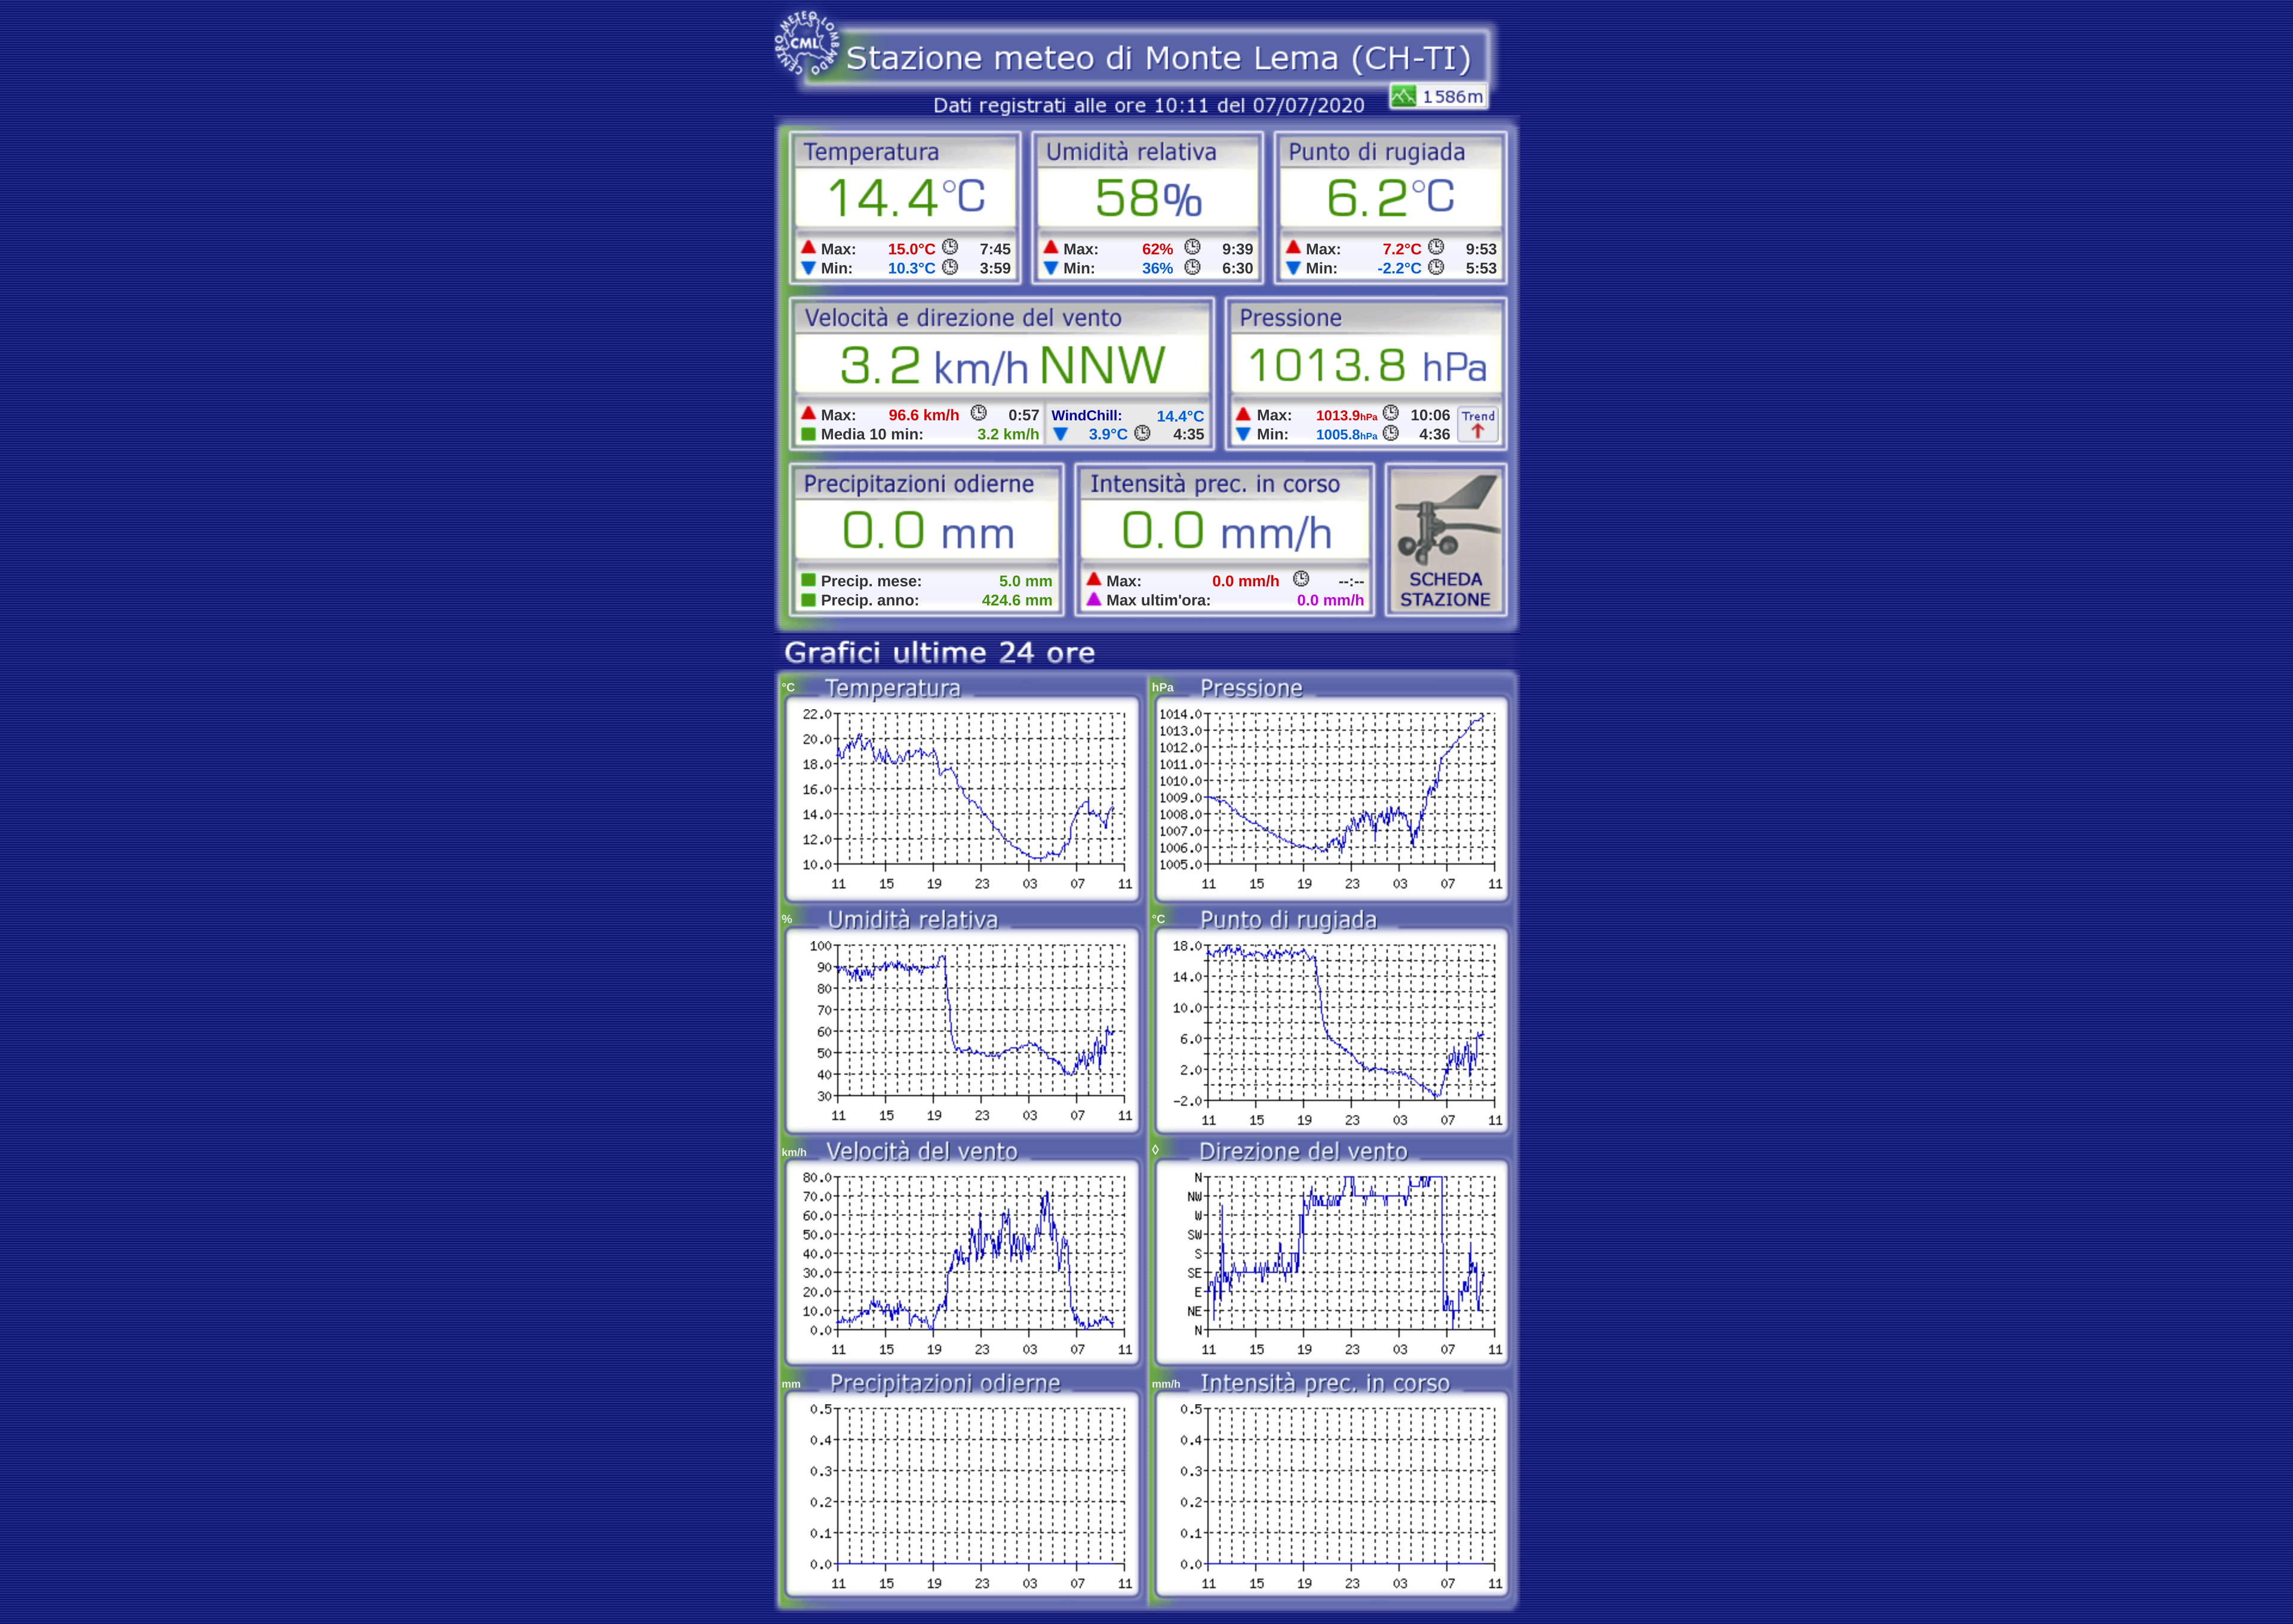 CENTRO METEO LOMBARDO
CML
Stazione meteo di Monte Lema (CH-TI)
Dati registrati alle ore 10:11 del 07/07/2020
1586m
Temperatura
14.4°C
Max: 15.0°C 7:45
Min: 10.3°C 3:59
Umidità relativa
58%
Max: 62% 9:39
Min: 36% 6:30
Punto di rugiada
6.2°C
Max: 7.2°C 9:53
Min: -2.2°C 5:53
Velocità e direzione del vento
3.2 km/h NNW
Max: 96.6 km/h 0:57
Media 10 min: 3.2 km/h
WindChill: 14.4°C
3.9°C 4:35
Pressione
1013.8 hPa
Max: 1013.9hPa 10:06
Min: 1005.8hPa 4:36
Trend
Precipitazioni odierne
0.0 mm
Precip. mese: 5.0 mm
Precip. anno: 424.6 mm
Intensità prec. in corso
0.0 mm/h
Max: 0.0 mm/h --:--
Max ultim'ora: 0.0 mm/h
SCHEDA
STAZIONE
Grafici ultime 24 ore
°C Temperatura
22.0
20.0
18.0
16.0
14.0
12.0
10.0
11 15 19 23 03 07 11
hPa Pressione
1014.0
1013.0
1012.0
1011.0
1010.0
1009.0
1008.0
1007.0
1006.0
1005.0
11 15 19 23 03 07 11
% Umidità relativa
100
90
80
70
60
50
40
30
11 15 19 23 03 07 11
°C Punto di rugiada
18.0
14.0
10.0
6.0
2.0
-2.0
11 15 19 23 03 07 11
km/h Velocità del vento
80.0
70.0
60.0
50.0
40.0
30.0
20.0
10.0
0.0
11 15 19 23 03 07 11
◊ Direzione del vento
N
NW
W
SW
S
SE
E
NE
N
11 15 19 23 03 07 11
mm Precipitazioni odierne
0.5
0.4
0.3
0.2
0.1
0.0
11 15 19 23 03 07 11
mm/h Intensità prec. in corso
0.5
0.4
0.3
0.2
0.1
0.0
11 15 19 23 03 07 11